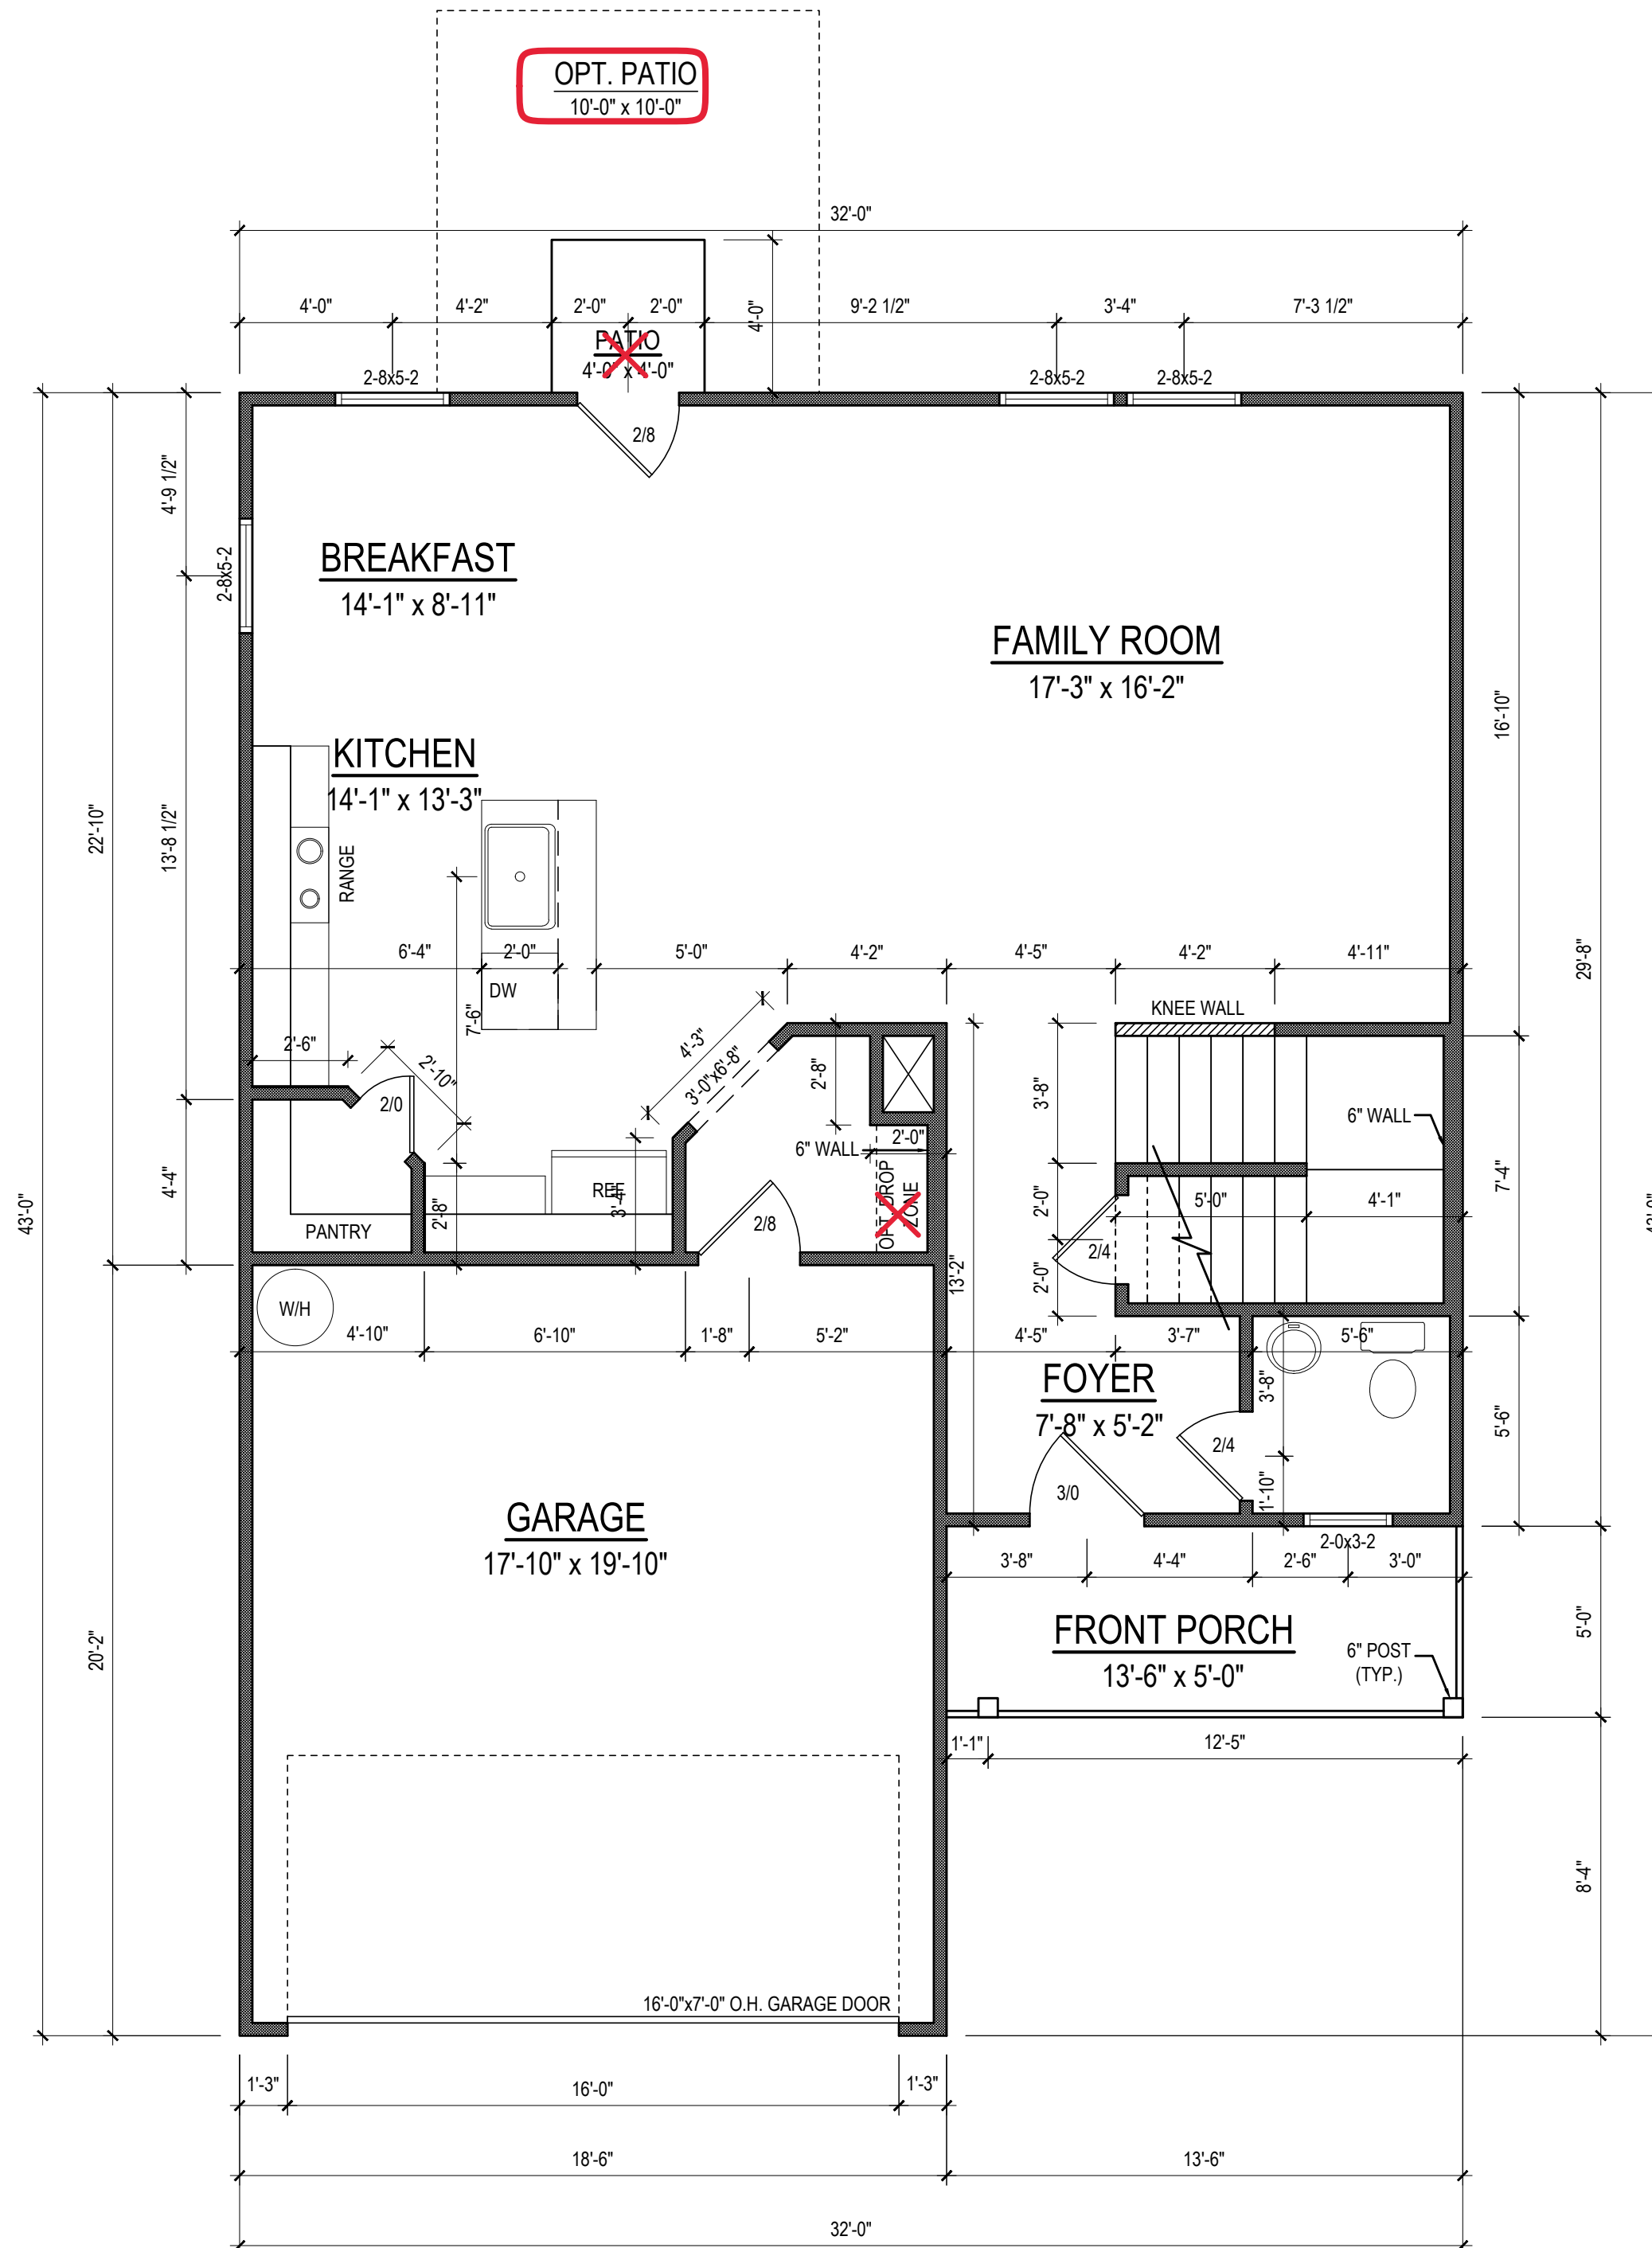 OPT. PATIO
10'-0" x 10'-0"
32'-0"
4'-0"
4'-2"
2'-0"
2'-0"
4'-0"
9'-2 1/2"
3'-4"
7'-3 1/2"
PATIO
4'-0" x 4'-0"
2-8x5-2
2-8x5-2
2-8x5-2
2/8
4'-9 1/2"
2-8x5-2
BREAKFAST
14'-1" x 8'-11"
FAMILY ROOM
17'-3" x 16'-2"
16'-10"
KITCHEN
14'-1" x 13'-3"
22'-10"
13'-8 1/2"
RANGE
6'-4"
2'-0"
5'-0"
4'-2"
4'-5"
4'-2"
4'-11"
29'-8"
DW
7'-6"
KNEE WALL
2'-6"
2'-10"
4'-3"
3'-0"x6'-8"
2'-8"
3'-8"
2/0
6" WALL
6" WALL
2'-0"
4'-4"
43'-0"
REF
3'-4"
2'-8"
PANTRY
2/8
OPT. DROP
ZONE
2'-0"
5'-0"
4'-1"
7'-4"
2/4
2'-0"
13'-2"
43'-0"
W/H
4'-10"
6'-10"
1'-8"
5'-2"
4'-5"
3'-7"
5'-6"
FOYER
7'-8" x 5'-2"
3'-8"
5'-6"
2/4
3/0
1'-10"
GARAGE
17'-10" x 19'-10"
2-0x3-2
3'-8"
4'-4"
2'-6"
3'-0"
FRONT PORCH
13'-6" x 5'-0"
6" POST
(TYP.)
5'-0"
20'-2"
1'-1"
12'-5"
8'-4"
16'-0"x7'-0" O.H. GARAGE DOOR
1'-3"
16'-0"
1'-3"
18'-6"
13'-6"
32'-0"